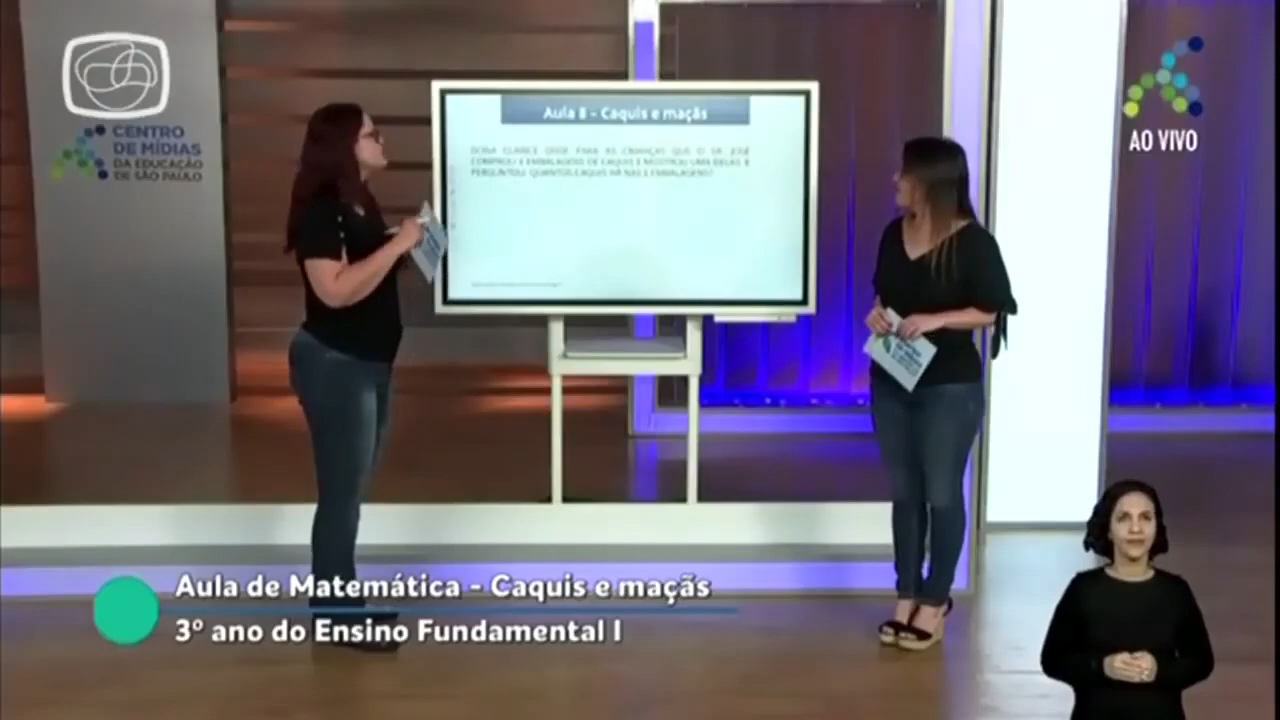 CENTRO
DE MÍDIAS
DA EDUCAÇÃO
DE SÃO PAULO
AO VIVO
Aula 8 - Caquis e maçãs
DONA CLARICE DISSE PARA AS CRIANÇAS QUE O SR. JOSÉ
COMPROU EMBALAGENS DE CAQUIS E MOSTROU UMA DELAS. E
PERGUNTOU: QUANTOS CAQUIS HÁ NAS EMBALAGENS?
Aula de Matemática - Caquis e maçãs
3º ano do Ensino Fundamental I